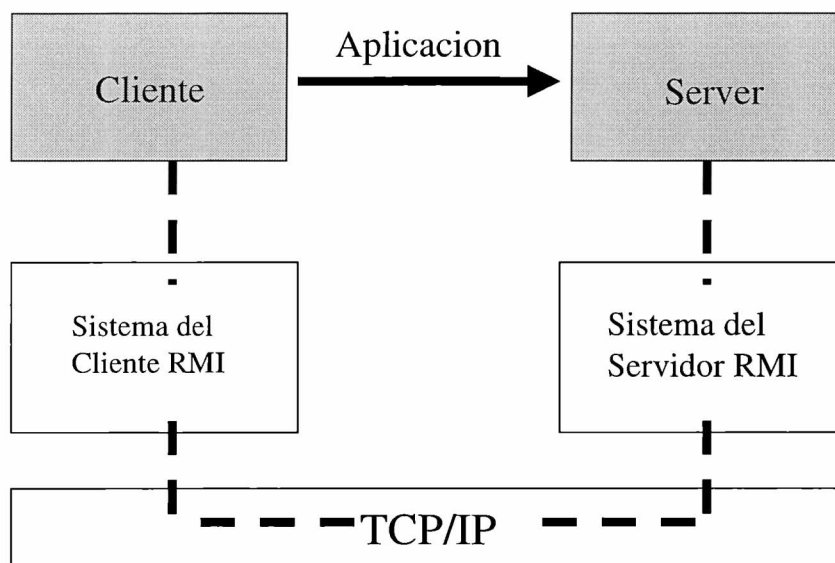 Aplicacion
Cliente
Server
Sistema del
Cliente RMI
Sistema del
Servidor RMI
TCP/IP